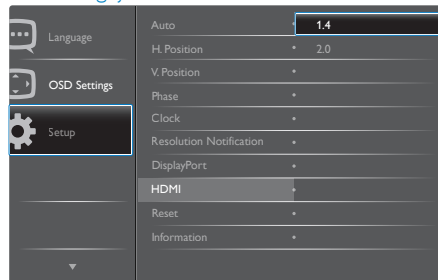 Language
OSD Settings
Setup
Auto
H. Position
V. Position
Phase
Clock
Resolution Notification
DisplayPort
HDMI
Reset
Information
1.4
2.0